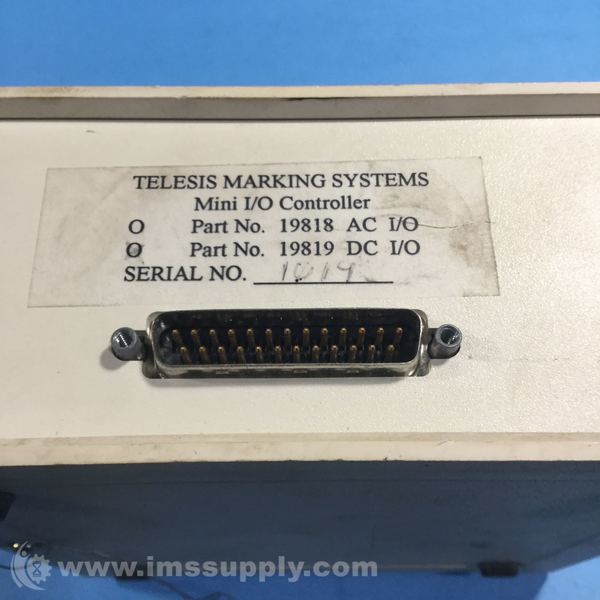 TELESIS MARKING SYSTEMS
Mini I/O Controller
O Part No. 19818 AC I/O
O Part No. 19819 DC I/O
SERIAL NO. 1019
www.imssupply.com